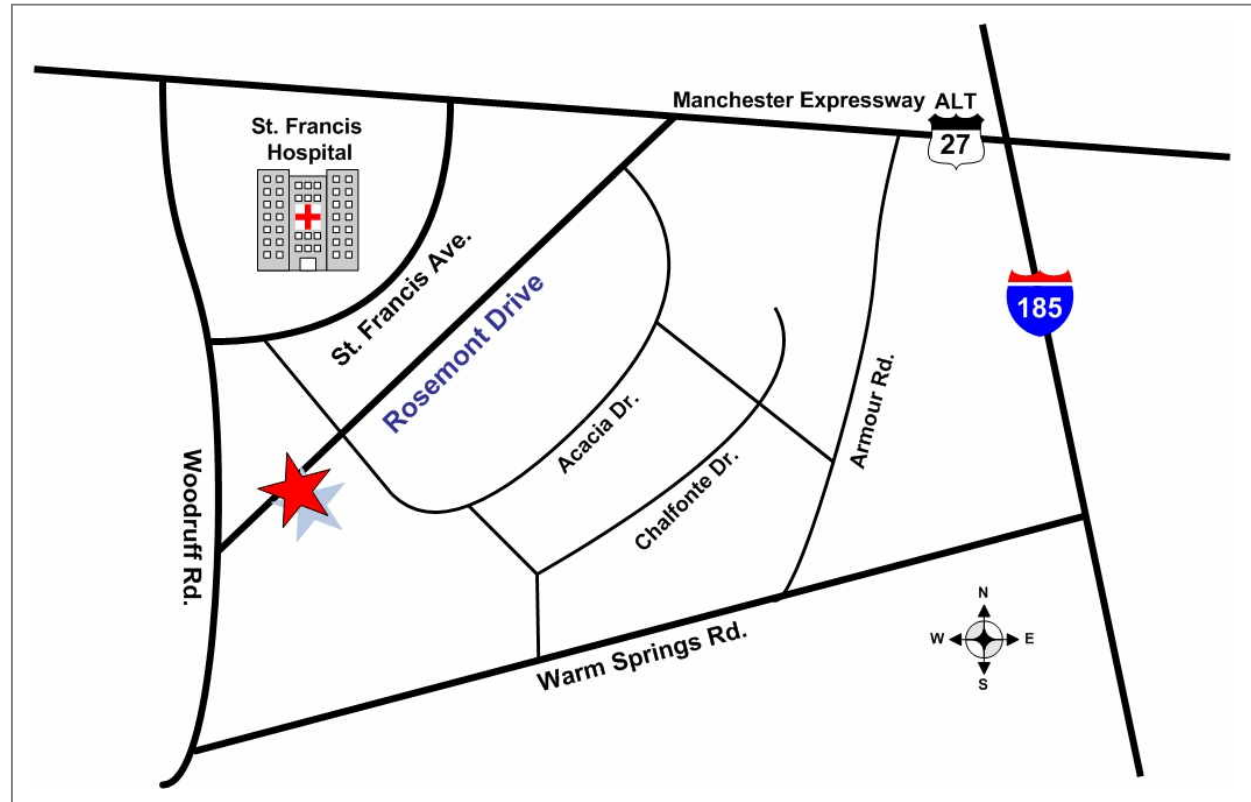 Manchester Expressway
ALT
27
St. Francis
Hospital
185
St. Francis Ave.
Rosemont Drive
Acacia Dr.
Armour Rd.
Chalfonte Dr.
Woodruff Rd.
Warm Springs Rd.
N
W
E
S